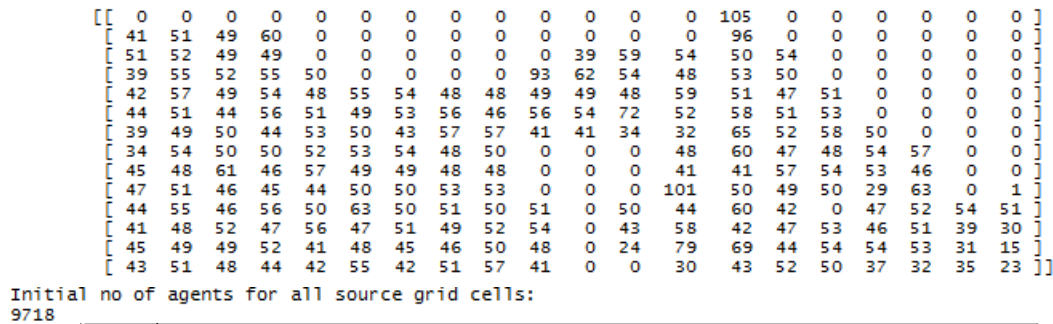 [[ 0 0 0 0 0 0 0 0 0 0 0 0 0 105 0 0 0 0 0 0 ]
[ 41 51 49 60 0 0 0 0 0 0 0 0 0 96 0 0 0 0 0 0 ]
[ 51 52 49 49 0 0 0 0 0 0 39 59 54 50 54 0 0 0 0 0 ]
[ 39 55 52 55 50 0 0 0 0 93 62 54 48 53 50 0 0 0 0 0 ]
[ 42 57 49 54 48 55 54 48 48 49 49 48 59 51 47 51 0 0 0 0 ]
[ 44 51 44 56 51 49 53 56 46 56 54 72 52 58 51 53 0 0 0 0 ]
[ 39 49 50 44 53 50 43 57 57 41 41 34 32 65 52 58 50 0 0 0 ]
[ 34 54 50 50 52 53 54 48 50 0 0 0 48 60 47 48 54 57 0 0 ]
[ 45 48 61 46 57 49 49 48 48 0 0 0 41 41 57 54 53 46 0 0 ]
[ 47 51 46 45 44 50 50 53 53 0 0 0 101 50 49 50 29 63 0 1 ]
[ 44 55 46 56 50 63 50 51 50 51 0 50 44 60 42 0 47 52 54 51 ]
[ 41 48 52 47 56 47 51 49 52 54 0 43 58 42 47 53 46 51 39 30 ]
[ 45 49 49 52 41 48 45 46 50 48 0 24 79 69 44 54 54 53 31 15 ]
[ 43 51 48 44 42 55 42 51 57 41 0 0 30 43 52 50 37 32 35 23 ]]
Initial no of agents for all source grid cells:
9718